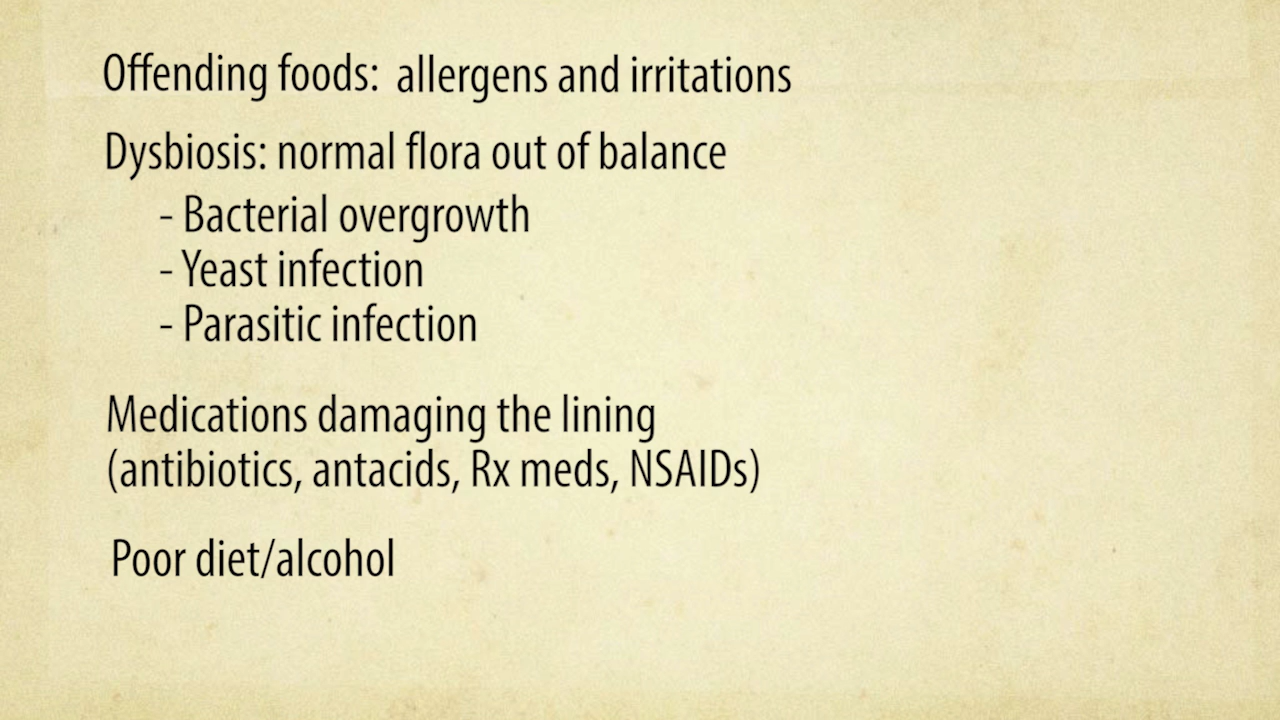 Offending foods: allergens and irritations
Dysbiosis: normal flora out of balance
- Bacterial overgrowth
- Yeast infection
- Parasitic infection
Medications damaging the lining
(antibiotics, antacids, Rx meds, NSAIDs)
Poor diet/alcohol